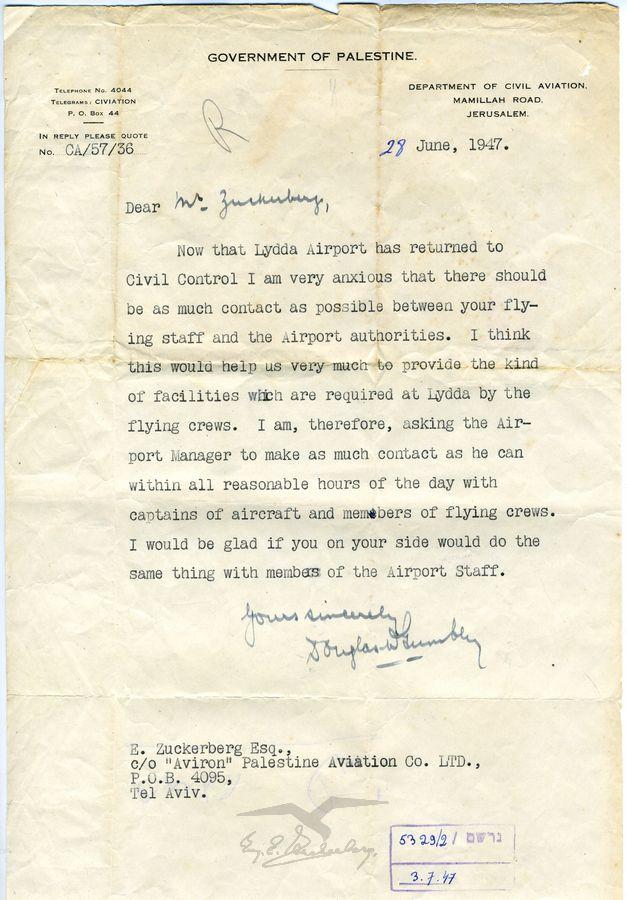 GOVERNMENT OF PALESTINE.
TELEPHONE NO. 4044
TELEGRAMS: CIVIATION
P. O. BOX 44
IN REPLY PLEASE QUOTE
No. CA/57/36
DEPARTMENT OF CIVIL AVIATION,
MAMILLAH ROAD,
JERUSALEM.
R
28 June, 1947.
Dear Mr. Zuckerberg,
Now that Lydda Airport has returned to
Civil Control I am very anxious that there should
be as much contact as possible between your fly-
ing staff and the Airport authorities. I think
this would help us very much to provide the kind
of facilities which are required at Lydda by the
flying crews. I am, therefore, asking the Air-
port Manager to make as much contact as he can
within all reasonable hours of the day with
captains of aircraft and members of flying crews.
I would be glad if you on your side would do the
same thing with members of the Airport Staff.
Yours sincerely
Douglas W Gumbley
E. Zuckerberg Esq.,
c/o "Aviron" Palestine Aviation Co. LTD.,
P.O.B. 4095,
Tel Aviv.
נרשם / 5329/2
3.7.47